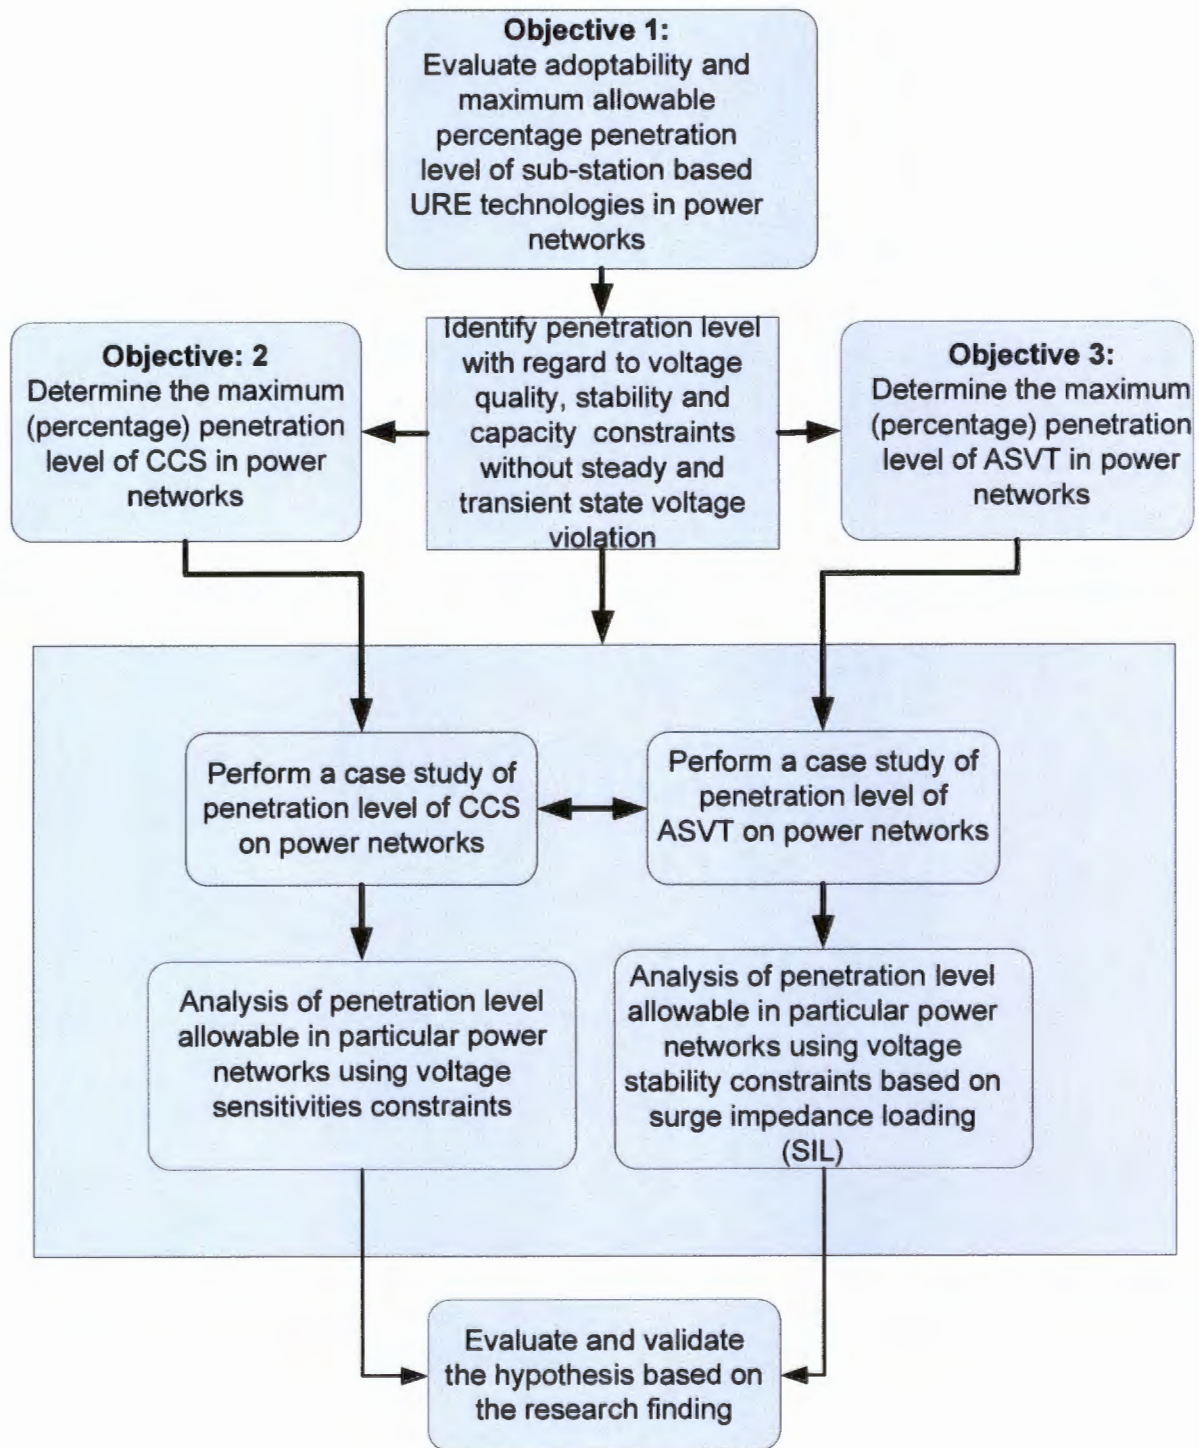 Objective 1:
Evaluate adoptability and
maximum allowable
percentage penetration
level of sub-station based
URE technologies in power
networks
Identify penetration level
with regard to voltage
quality, stability and
capacity constraints
without steady and
transient state voltage
violation
Objective: 2
Determine the maximum
(percentage) penetration
level of CCS in power
networks
Objective 3:
Determine the maximum
(percentage) penetration
level of ASVT in power
networks
Perform a case study of
penetration level of CCS
on power networks
Perform a case study of
penetration level of
ASVT on power networks
Analysis of penetration level
allowable in particular power
networks using voltage
sensitivities constraints
Analysis of penetration level
allowable in particular power
networks using voltage
stability constraints based on
surge impedance loading
(SIL)
Evaluate and validate
the hypothesis based on
the research finding